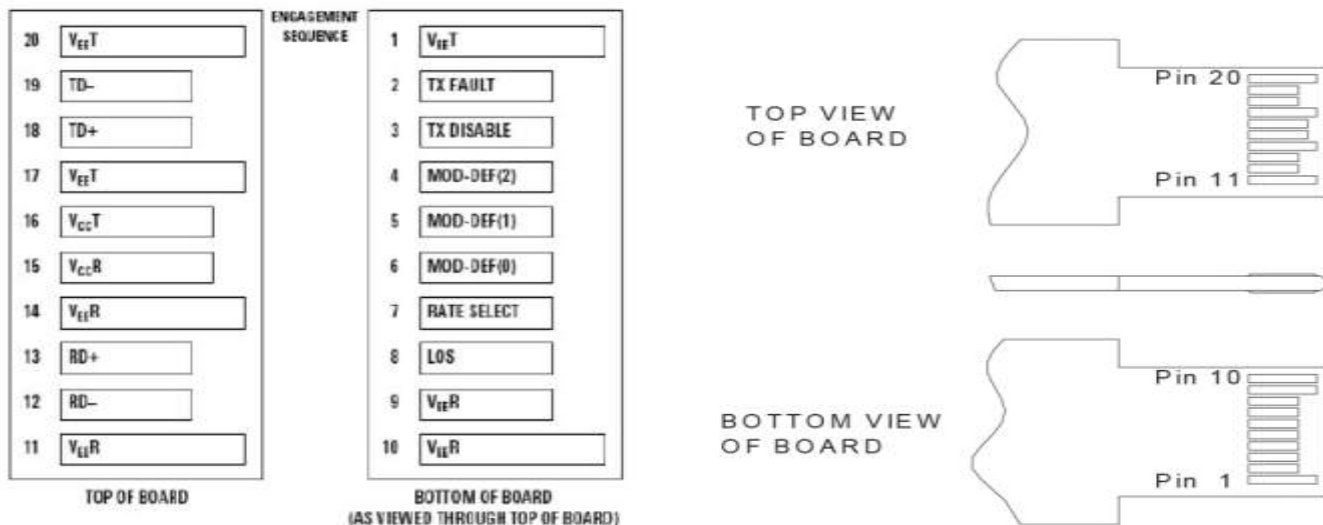 ENGAGEMENT
SEQUENCE
20 VEET
19 TD–
18 TD+
17 VEET
16 VCCT
15 VCCR
14 VEER
13 RD+
12 RD–
11 VEER
TOP OF BOARD
1 VEET
2 TX FAULT
3 TX DISABLE
4 MOD-DEF(2)
5 MOD-DEF(1)
6 MOD-DEF(0)
7 RATE SELECT
8 LOS
9 VEER
10 VEER
BOTTOM OF BOARD
(AS VIEWED THROUGH TOP OF BOARD)
TOP VIEW
OF BOARD
Pin 20
Pin 11
BOTTOM VIEW
OF BOARD
Pin 10
Pin 1